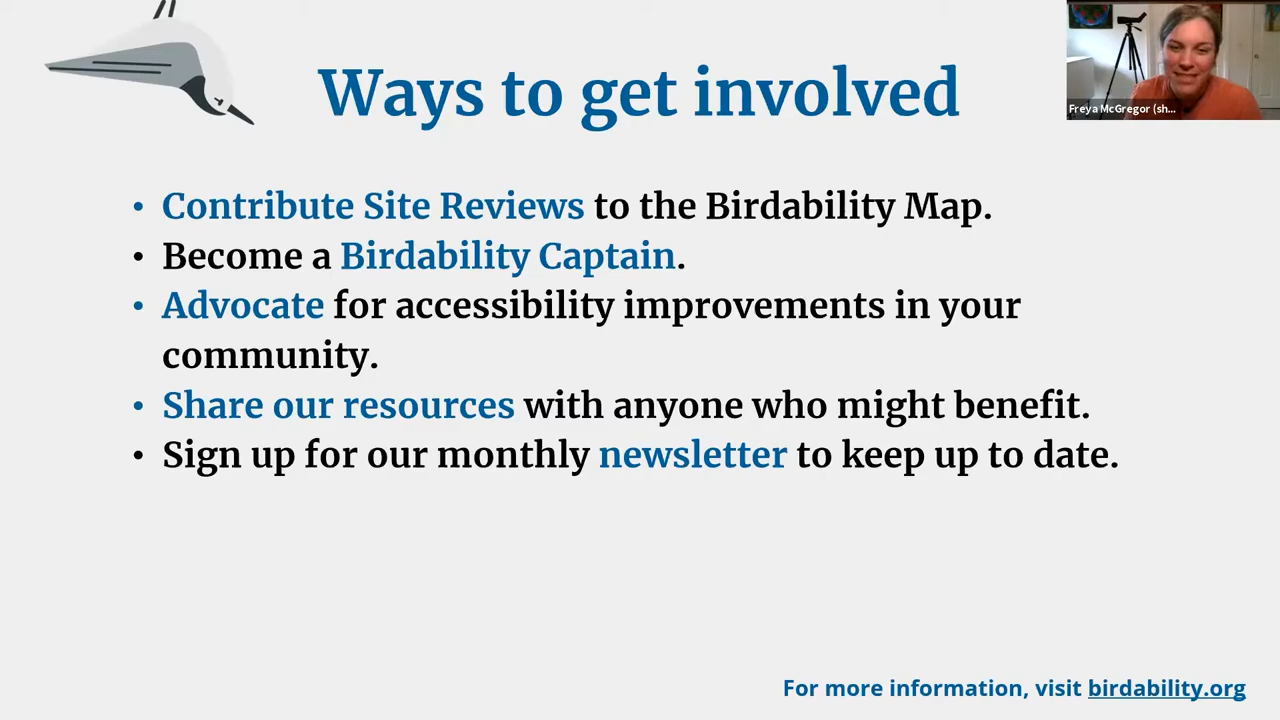 Ways to get involved
Freya McGregor (sh...
• Contribute Site Reviews to the Birdability Map.
• Become a Birdability Captain.
• Advocate for accessibility improvements in your
community.
• Share our resources with anyone who might benefit.
• Sign up for our monthly newsletter to keep up to date.
For more information, visit birdability.org